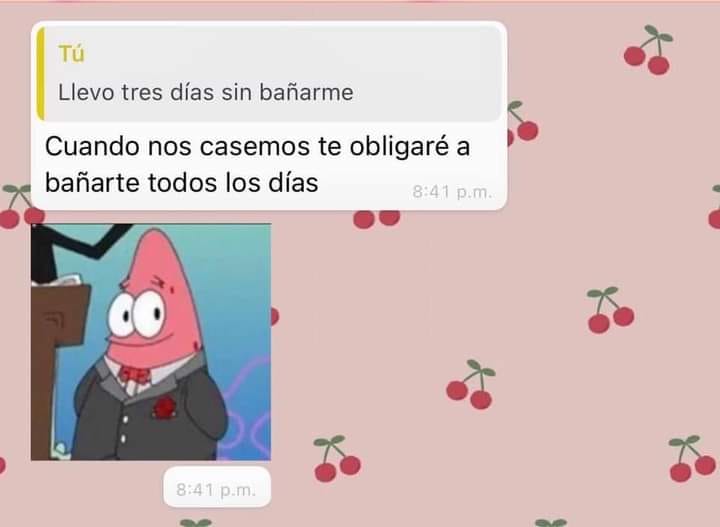 Tú
Llevo tres días sin bañarme
Cuando nos casemos te obligaré a
bañarte todos los días
8:41 p.m.
8:41 p.m.